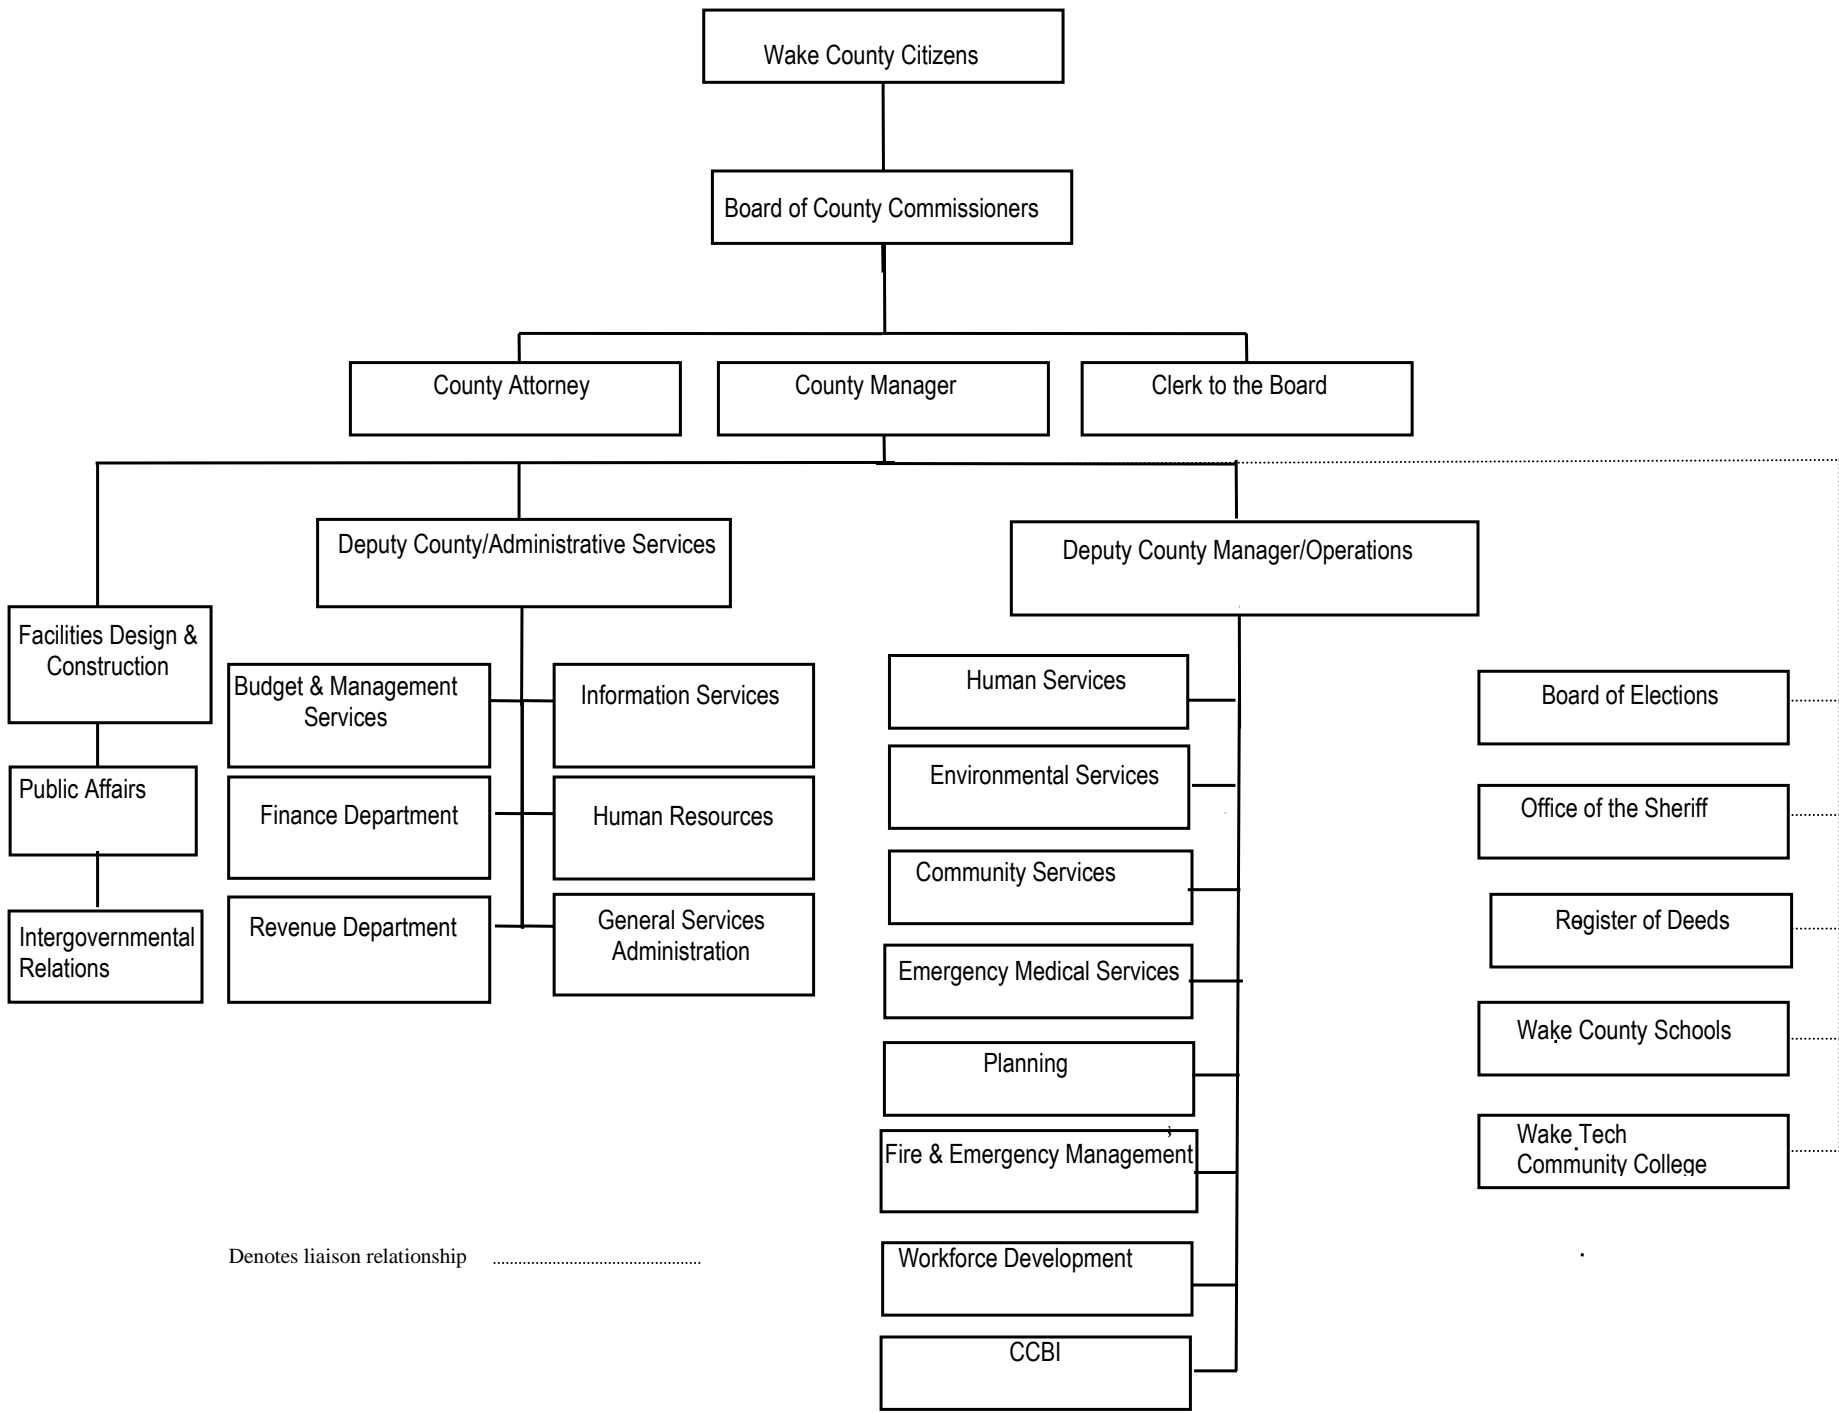 Wake County Citizens
Board of County Commissioners
County Attorney
County Manager
Clerk to the Board
Deputy County/Administrative Services
Deputy County Manager/Operations
Facilities Design &
Construction
Public Affairs
Intergovernmental
Relations
Budget & Management
Services
Information Services
Finance Department
Human Resources
Revenue Department
General Services
Administration
Human Services
Environmental Services
Community Services
Emergency Medical Services
Planning
Fire & Emergency Management
Workforce Development
CCBI
Board of Elections
Office of the Sheriff
Register of Deeds
Wake County Schools
Wake Tech
Community College
Denotes liaison relationship